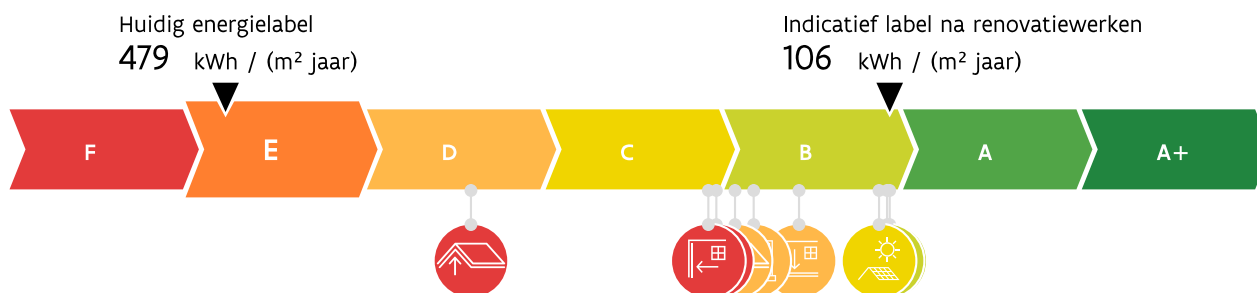 Huidig energielabel
479 kWh / (m² jaar)
Indicatief label na renovatiewerken
106 kWh / (m² jaar)
F E D C B A A+